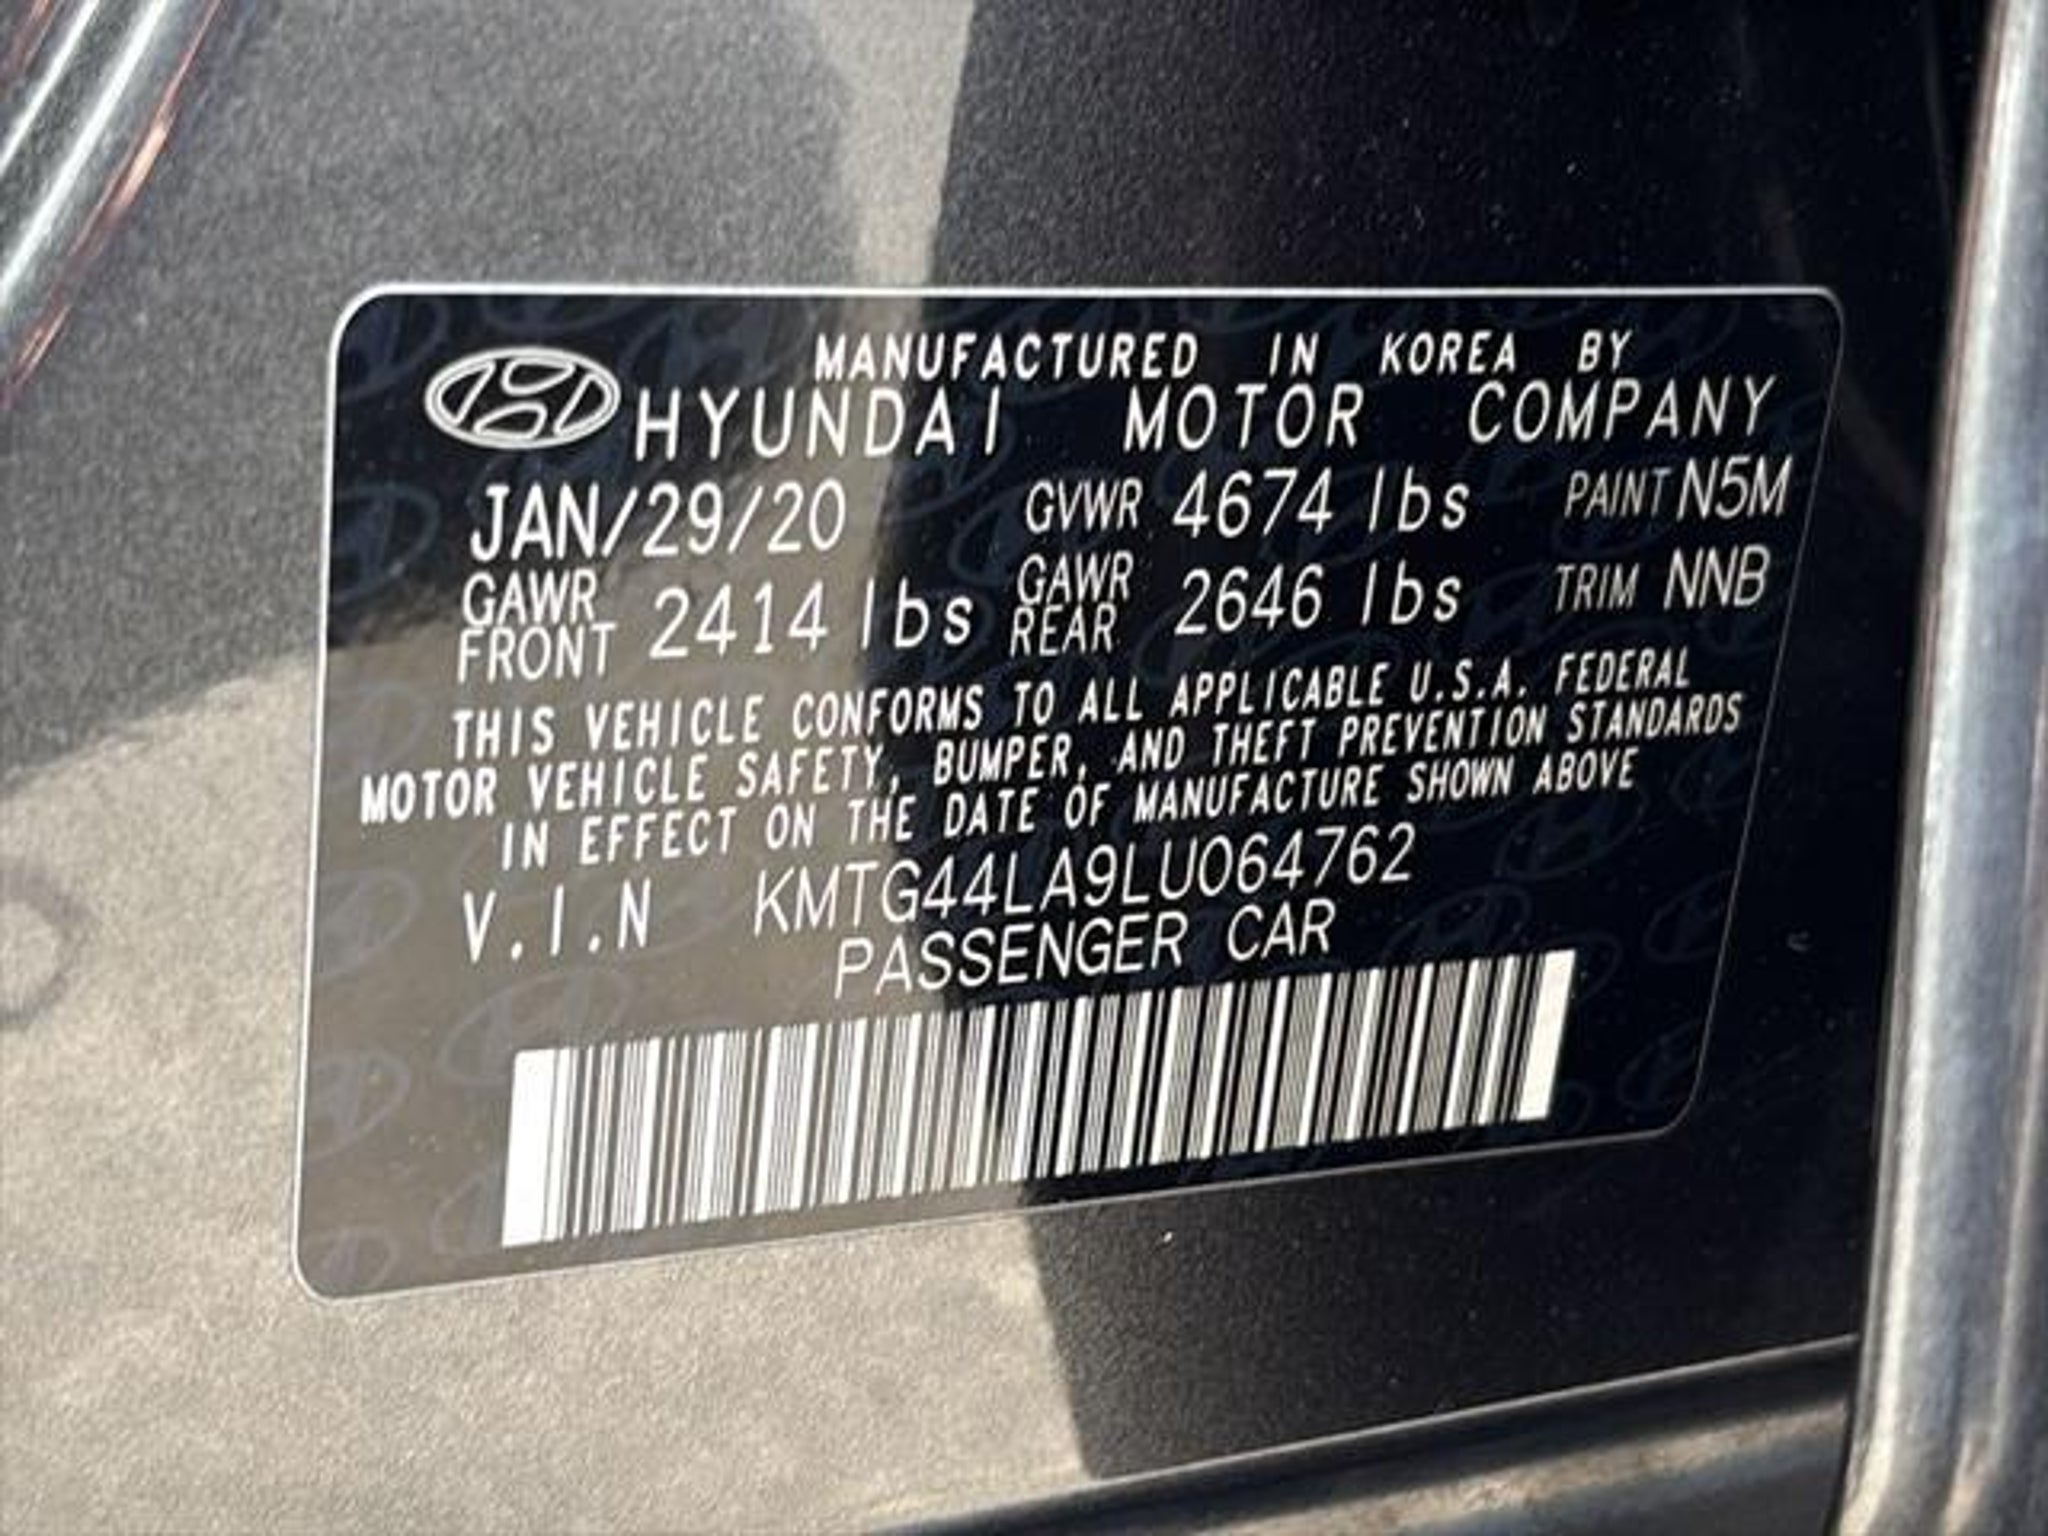 MANUFACTURED IN KOREA BY
HYUNDAI MOTOR COMPANY
JAN/29/20 GVWR 4674 lbs PAINT N5M
GAWR FRONT 2414 lbs GAWR REAR 2646 lbs TRIM NNB
THIS VEHICLE CONFORMS TO ALL APPLICABLE U.S.A. FEDERAL
MOTOR VEHICLE SAFETY, BUMPER, AND THEFT PREVENTION STANDARDS
IN EFFECT ON THE DATE OF MANUFACTURE SHOWN ABOVE
V.I.N KMTG44LA9LU064762
PASSENGER CAR